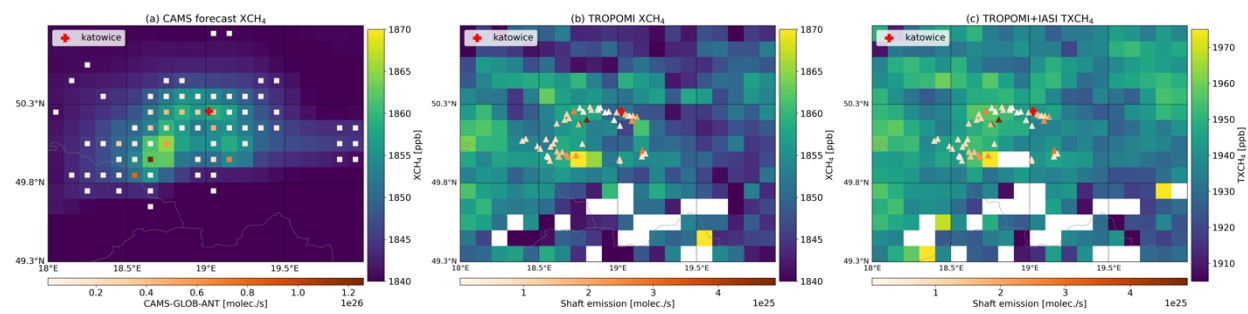 (a) CAMS forecast XCH₄
katowice
50.3°N
49.8°N
49.3°N
18°E
18.5°E
19°E
19.5°E
1870
1865
1860
1855
1850
1845
1840
XCH₄ [ppb]
0.2
0.4
0.6
0.8
1.0
1.2
1e26
CAMS-GLOB-ANT [molec./s]
(b) TROPOMI XCH₄
katowice
50.3°N
49.8°N
49.3°N
18°E
18.5°E
19°E
19.5°E
1870
1865
1860
1855
1850
1845
1840
XCH₄ [ppb]
1
2
3
4
1e25
Shaft emission [molec./s]
(c) TROPOMI+IASI TXCH₄
katowice
50.3°N
49.8°N
49.3°N
18°E
18.5°E
19°E
19.5°E
1970
1960
1950
1940
1930
1920
1910
TXCH₄ [ppb]
1
2
3
4
1e25
Shaft emission [molec./s]